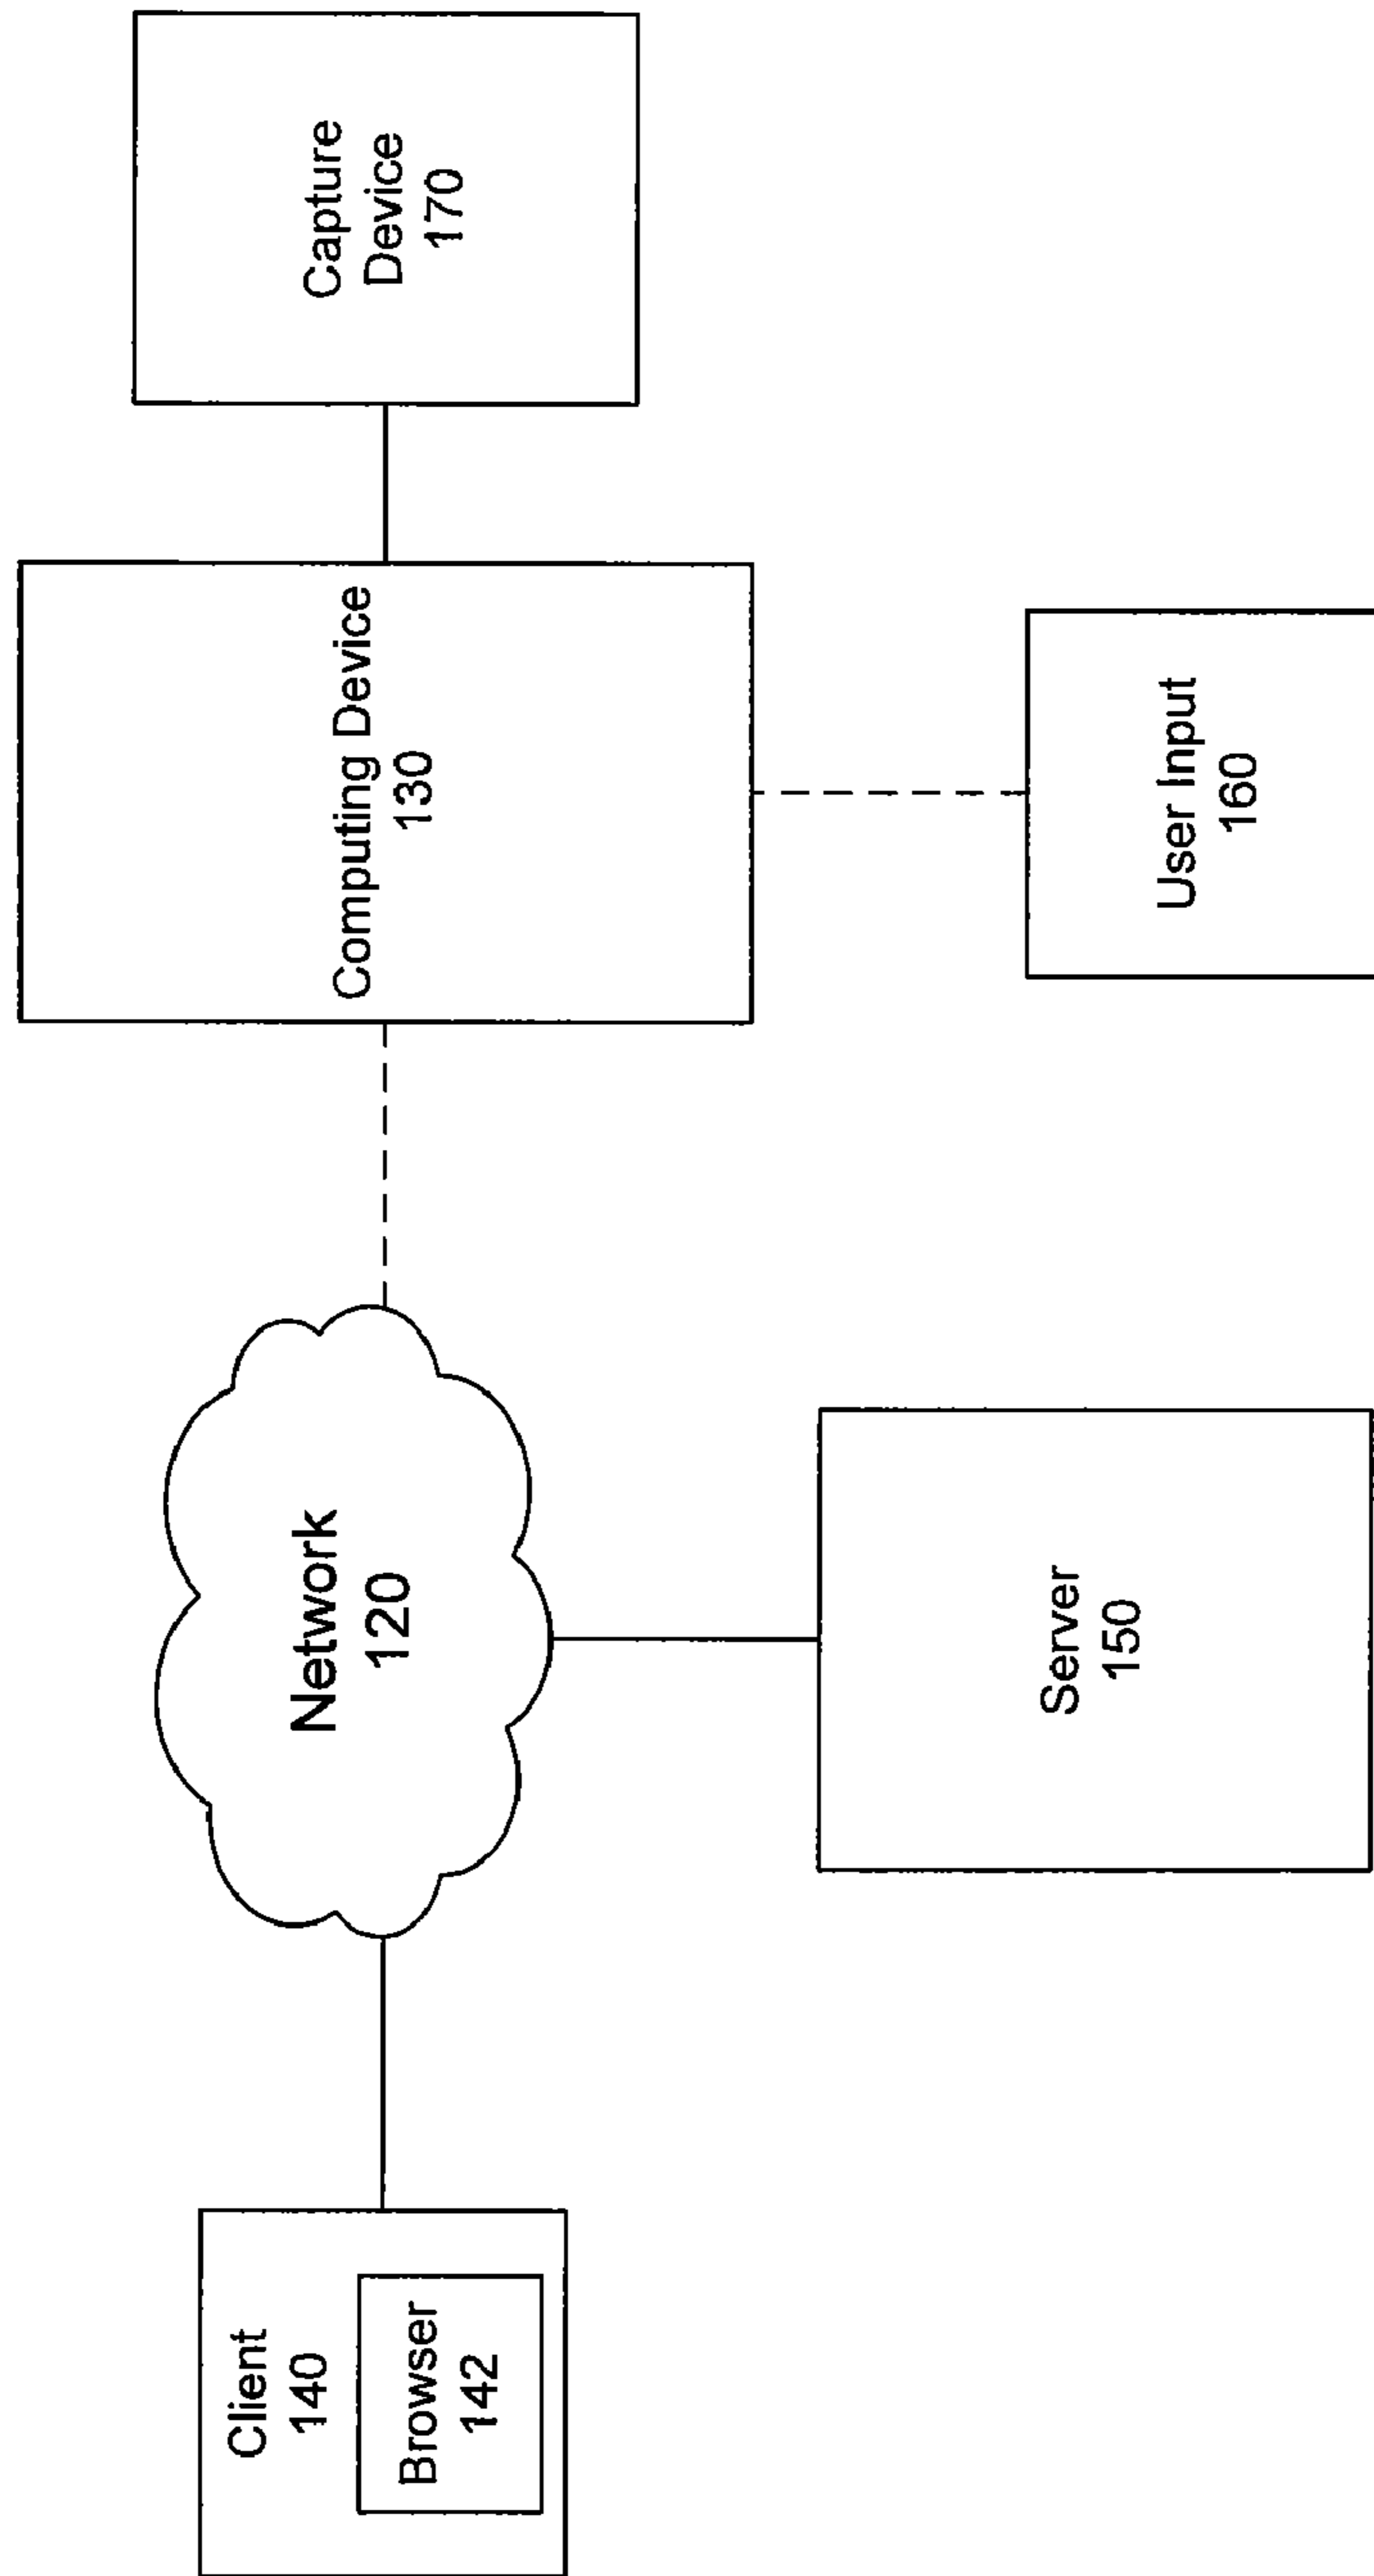 Client
140
Browser
142
Network
120
Server
150
Computing Device
130
User Input
160
Capture
Device
170